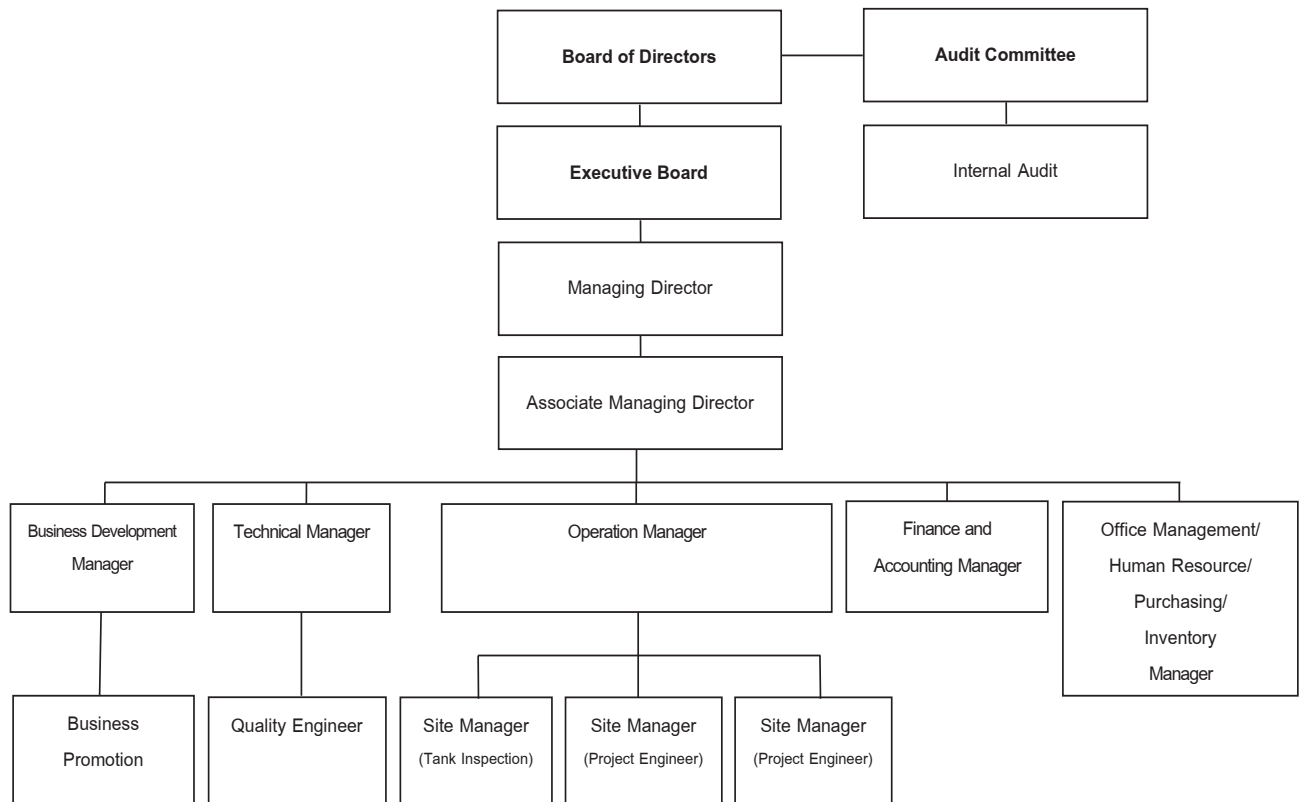 Board of Directors
Audit Committee
Executive Board
Internal Audit
Managing Director
Associate Managing Director
Business Development
Manager
Technical Manager
Operation Manager
Finance and
Accounting Manager
Office Management/
Human Resource/
Purchasing/
Inventory
Manager
Business
Promotion
Quality Engineer
Site Manager
(Tank Inspection)
Site Manager
(Project Engineer)
Site Manager
(Project Engineer)